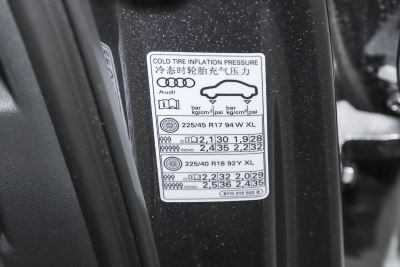 COLD TIRE INFLATION PRESSURE
冷态时轮胎充气压力
Audi
bar kg/cm² psi bar kg/cm² psi
225/45 R17 94 W XL
2,1 30 1,9 28
2,4 35 2,2 32
225/40 R18 92Y XL
2,2 32 2,0 29
2,5 36 2,4 35